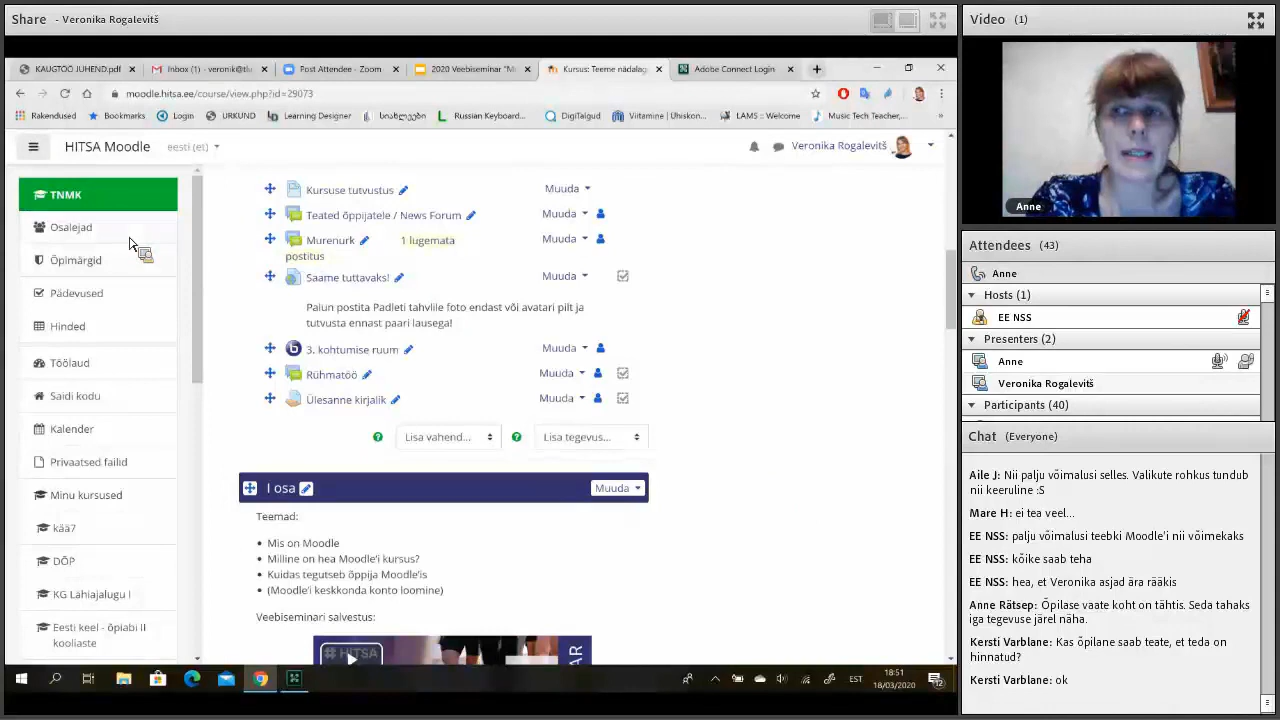 Share - Veronika Rogalevitš
KAUGTÖÖ JUHEND.pdf
Inbox (1) - veronik@tlu
Post Attendee - Zoom
2020 Veebiseminar "M
Kursus: Teeme nädalag
Adobe Connect Login
moodle.hitsa.ee/course/view.php?id=29073
Rakendused
Bookmarks
Login
URKUND
Learning Designer
Russian Keyboard...
DigiTalgud
Viitamine (Ühiskon...
LAMS :: Welcome
Music Tech Teacher,...
HITSA Moodle
eesti (et)
Veronika Rogalevitš
TNMK
Osalejad
Õpimärgid
Pädevused
Hinded
Töölaud
Saidi kodu
Kalender
Privaatsed failid
Minu kursused
kää?
DÕP
KG Lahiajalugu I
Eesti keel - õpiabi II
kooliaste
Kursuse tutvustus
Muuda
Teated õppijatele / News Forum
Muuda
Murenurk
1 lugemata
postitus
Muuda
Saame tuttavaks!
Muuda
Palun postita Padleti tahvlile foto endast või avatari pilt ja
tutvusta ennast paari lausega!
3. kohtumise ruum
Muuda
Rühmatöö
Muuda
Ülesanne kirjalik
Muuda
Lisa vahend...
Lisa tegevus...
I osa
Muuda
Teemad:
Mis on Moodle
Milline on hea Moodle'i kursus?
Kuidas tegutseb õppija Moodle'is
(Moodle'i keskkonda konto loomine)
Veebiseminari salvestus:
# HITSA
AR
EST
18:51
18/03/2020
12
Video (1)
Anne
Attendees (43)
Anne
Hosts (1)
EE NSS
Presenters (2)
Anne
Veronika Rogalevitš
Participants (40)
Chat (Everyone)
Aile J: Nii palju võimalusi selles. Valikute rohkus tundub
nii keeruline :S
Mare H: ei tea veel...
EE NSS: palju võimalusi teebki Moodle'i nii võimekaks
EE NSS: kõike saab teha
EE NSS: hea, et Veronika asjad ära rääkis
Anne Rätsep: Õpilase vaate koht on tähtis. Seda tahaks
iga tegevuse järel näha.
Kersti Varblane: Kas õpilane saab teate, et teda on
hinnatud?
Kersti Varblane: ok